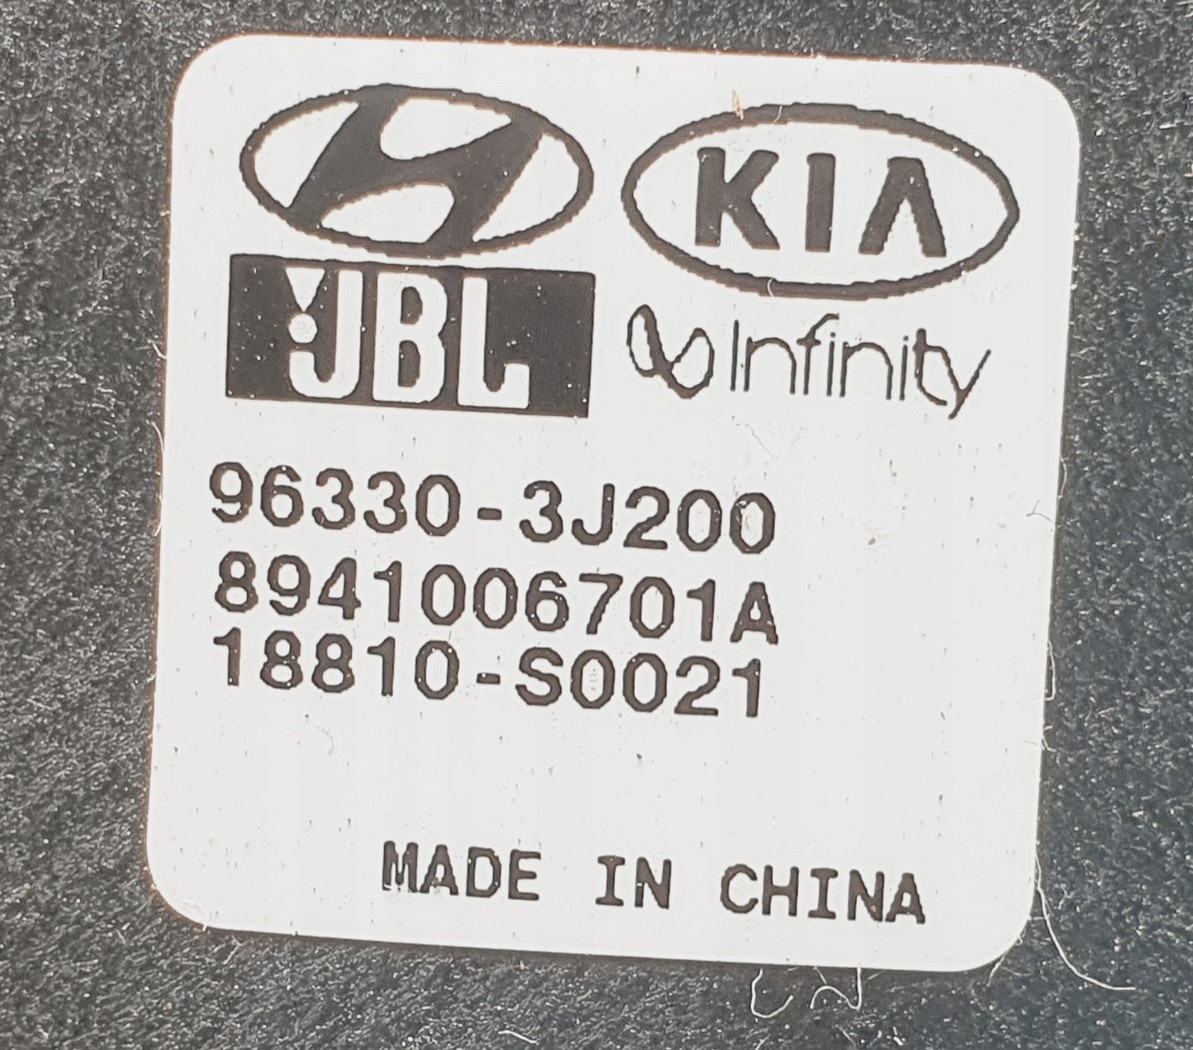 KIA
JBL
Infinity
96330-3J200
8941006701A
18810-S0021
MADE IN CHINA